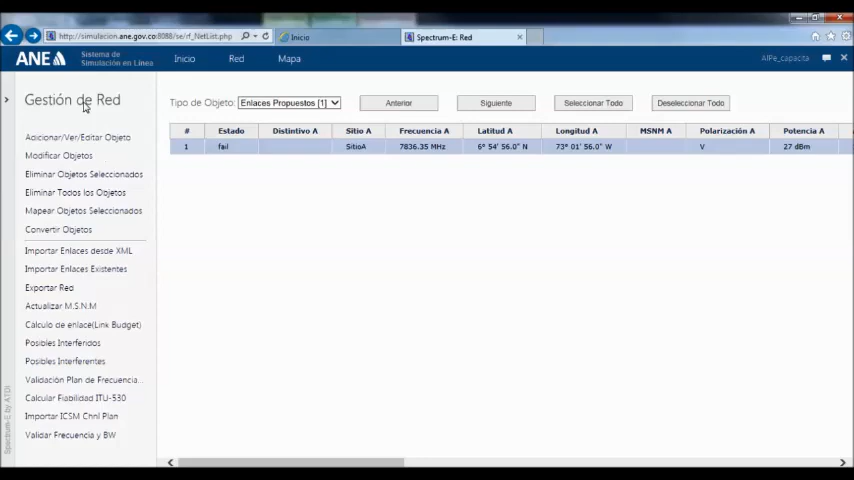 http://simulacion.ane.gov.co:8088/se/rf_NetList.php
Inicio
Spectrum-E: Red
ANE
Sistema de
Simulación en Línea
Inicio
Red
Mapa
AlPe_capacita
Gestión de Red
Tipo de Objeto:
Enlaces Propuestos [1]
Anterior
Siguiente
Seleccionar Todo
Deseleccionar Todo
# Estado Distintivo A Sitio A Frecuencia A Latitud A Longitud A MSNM A Polarización A Potencia A
1 fail SitioA 7836.35 MHz 6° 54' 56.0" N 73° 01' 56.0" W V 27 dBm
Adicionar/Ver/Editar Objeto
Modificar Objetos
Eliminar Objetos Seleccionados
Eliminar Todos los Objetos
Mapear Objetos Seleccionados
Convertir Objetos
Importar Enlaces desde XML
Importar Enlaces Existentes
Exportar Red
Actualizar M.S.N.M
Calculo de enlace(Link Budget)
Posibles Interferidos
Posibles Interferentes
Validación Plan de Frecuencia...
Calcular Fiabilidad ITU-530
Importar ICSM Chnl Plan
Validar Frecuencia y BW
Spectrum-E by ATDI